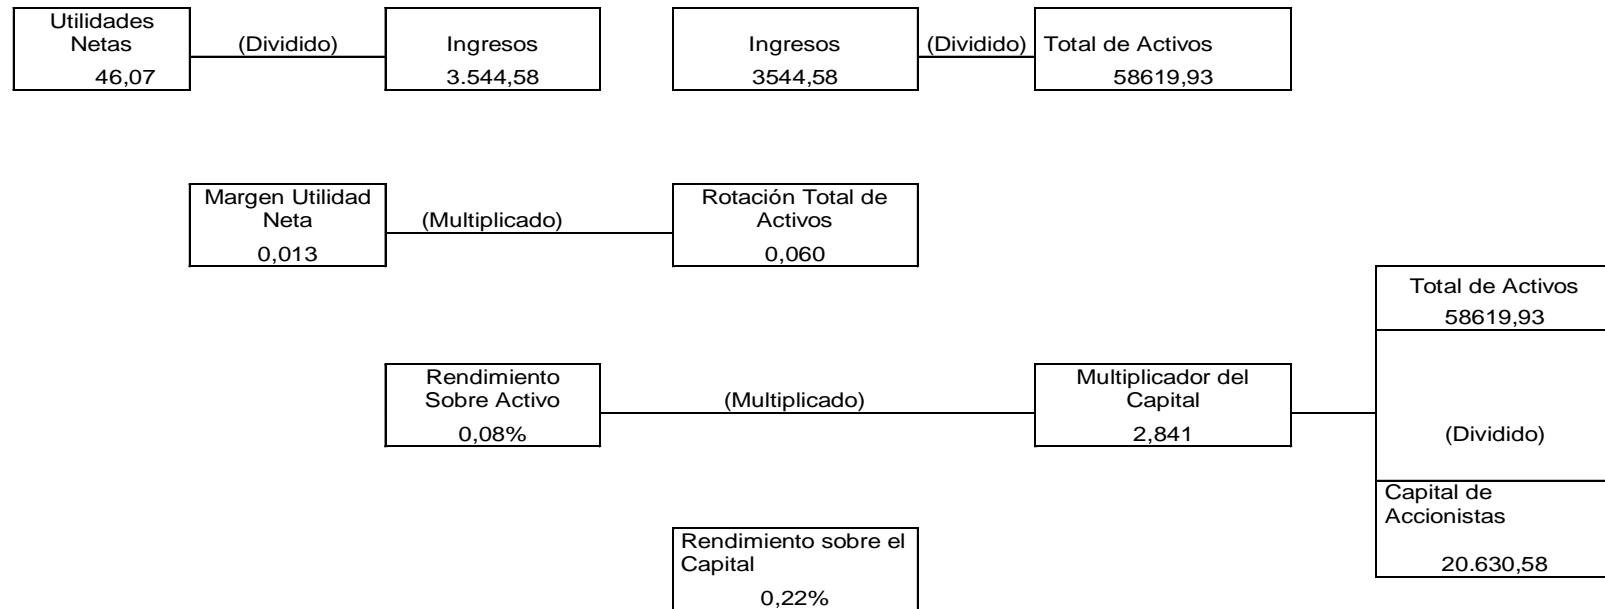 Utilidades
Netas
46,07
(Dividido)
Ingresos
3.544,58
Ingresos
3544,58
(Dividido)
Total de Activos
58619,93
Margen Utilidad
Neta
0,013
(Multiplicado)
Rotación Total de
Activos
0,060
Total de Activos
58619,93
Rendimiento
Sobre Activo
0,08%
(Multiplicado)
Multiplicador del
Capital
2,841
(Dividido)
Capital de
Accionistas
20.630,58
Rendimiento sobre el
Capital
0,22%